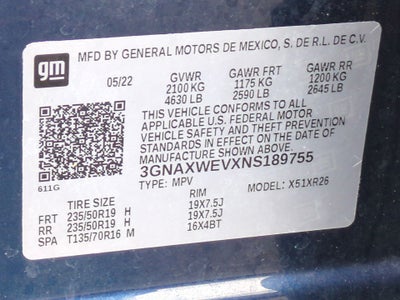 gm
MFD BY GENERAL MOTORS DE MEXICO, S. DE R.L. DE C.V.
05/22 GVWR GAWR FRT GAWR RR
2100 KG 1175 KG 1200 KG
4630 LB 2590 LB 2645 LB
THIS VEHICLE CONFORMS TO ALL
APPLICABLE U.S. FEDERAL MOTOR
VEHICLE SAFETY AND THEFT PREVENTION
STANDARDS IN EFFECT ON THE DATE OF
MANUFACTURE SHOWN ABOVE.
3GNAXWEVXNS189755
611G TYPE: MPV MODEL: X51XR26
TIRE SIZE RIM
FRT 235/50R19 H 19X7.5J
RR 235/50R19 H 19X7.5J
SPA T135/70R16 M 16X4BT